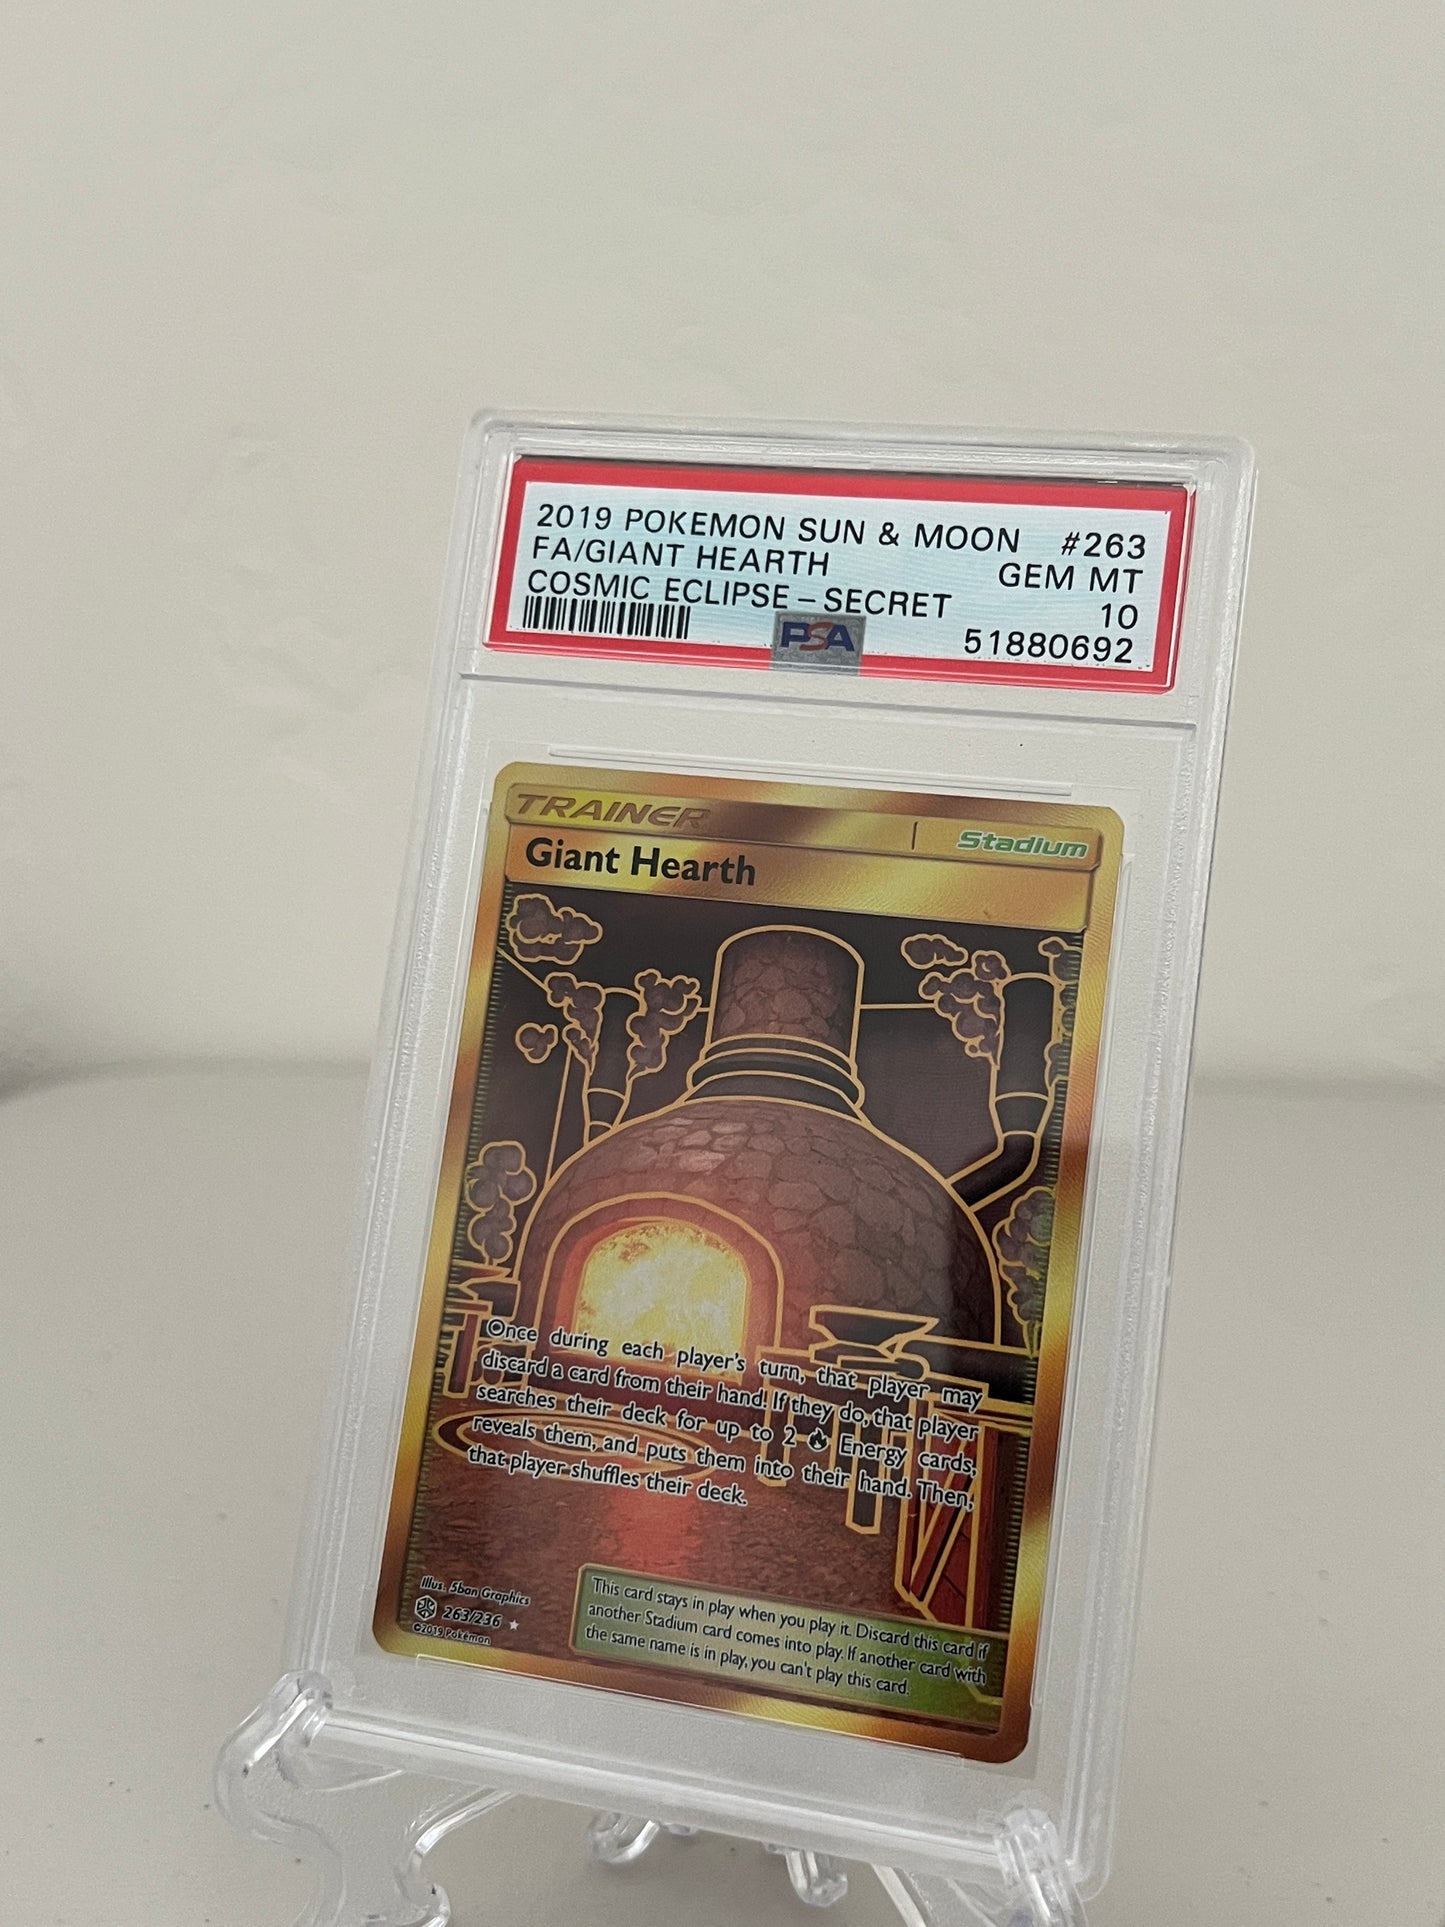 2019 POKEMON SUN & MOON #263
FA/GIANT HEARTH GEM MT
COSMIC ECLIPSE – SECRET 10
PSA 51880692
TRAINER Stadium
Giant Hearth
Once during each player's turn, that player may
discard a card from their hand. If they do, that player
searches their deck for up to 2 Energy cards,
reveals them, and puts them into their hand. Then,
that player shuffles their deck.
Illus. 5ban Graphics
263/236
©2019 Pokémon
This card stays in play when you play it. Discard this card if
another Stadium card comes into play. If another card with
the same name is in play, you can't play this card.